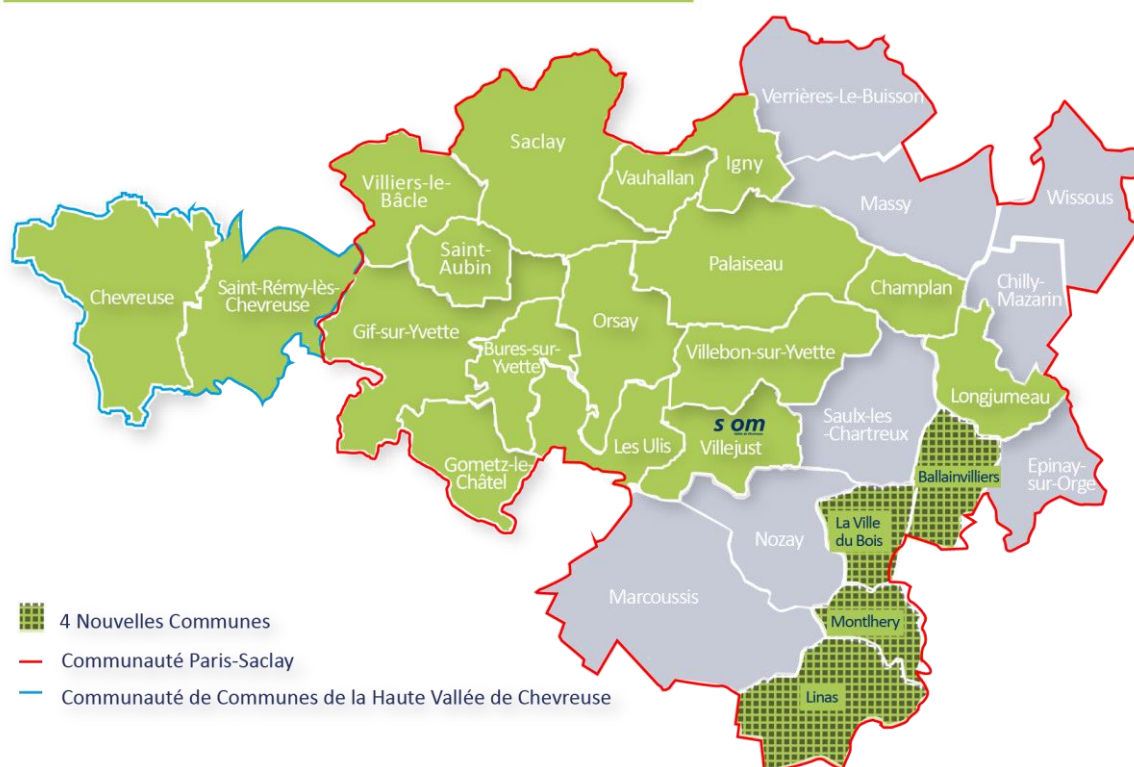 Verrières-Le-Buisson
Saclay
Igny
Vauhallan
Villiers-le-
Bâcle
Massy
Wissous
Saint-
Aubin
Palaiseau
Chilly-
Mazarin
Champlan
Chevreuse
Saint-Rémy-lès-
Chevreuse
Gif-sur-Yvette
Orsay
Bures-sur-
Yvette
Villebon-sur-Yvette
Longjumeau
Saulx-les
-Chartreux
s om
Villejust
Les Ulis
Gometz-le-
Châtel
Ballainvilliers
Epinay-
sur-Orge
La Ville
du Bois
Nozay
Marcoussis
Montlhery
Linas
4 Nouvelles Communes
Communauté Paris-Saclay
Communauté de Communes de la Haute Vallée de Chevreuse